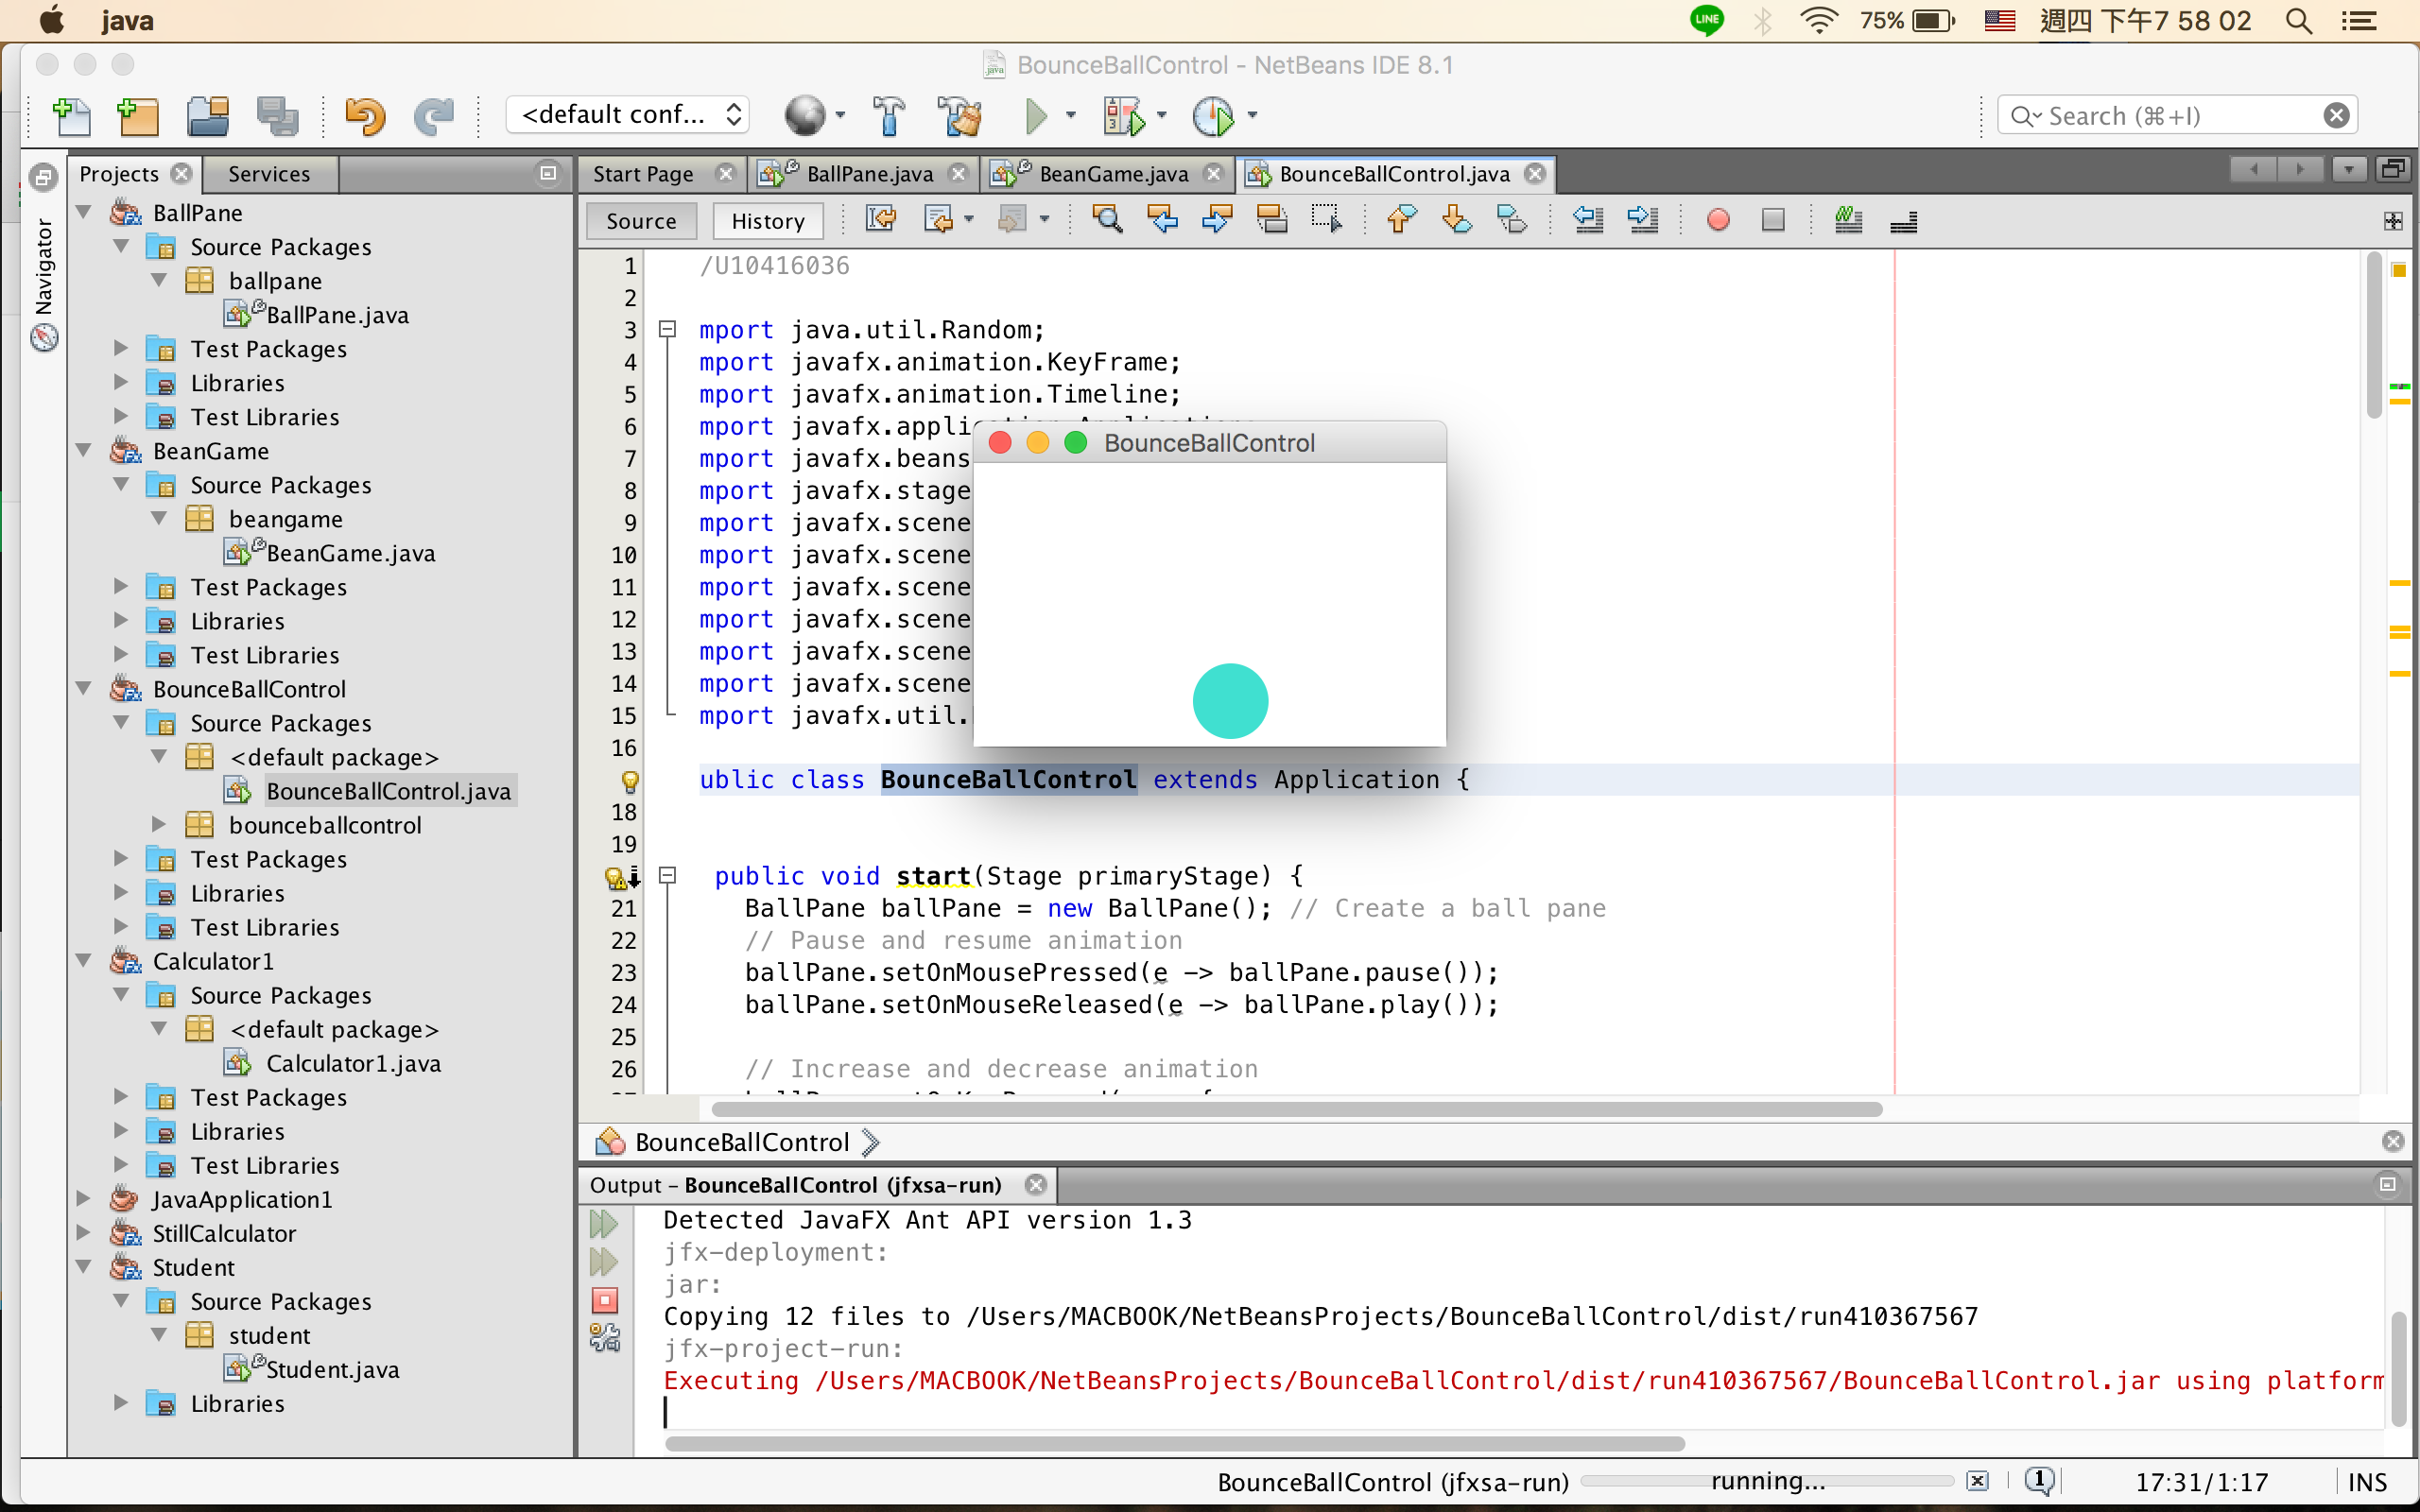 java
LINE
75%
週四 下午7 58 02
BounceBallControl - NetBeans IDE 8.1
<default conf...
Search (⌘+I)
Projects
Services
Start Page
BallPane.java
BeanGame.java
BounceBallControl.java
Navigator
Source
History
BallPane
Source Packages
ballpane
BallPane.java
Test Packages
Libraries
Test Libraries
BeanGame
Source Packages
beangame
BeanGame.java
Test Packages
Libraries
Test Libraries
BounceBallControl
Source Packages
<default package>
BounceBallControl.java
bounceballcontrol
Test Packages
Libraries
Test Libraries
Calculator1
Source Packages
<default package>
Calculator1.java
Test Packages
Libraries
Test Libraries
JavaApplication1
StillCalculator
Student
Source Packages
student
Student.java
Libraries
1 /U10416036
2
3 mport java.util.Random;
4 mport javafx.animation.KeyFrame;
5 mport javafx.animation.Timeline;
6 mport javafx.appli
7 mport javafx.beans
8 mport javafx.stage
9 mport javafx.scene
10 mport javafx.scene
11 mport javafx.scene
12 mport javafx.scene
13 mport javafx.scene
14 mport javafx.scene
15 mport javafx.util.
16
ublic class BounceBallControl extends Application {
18
19
public void start(Stage primaryStage) {
21 BallPane ballPane = new BallPane(); // Create a ball pane
22 // Pause and resume animation
23 ballPane.setOnMousePressed(e -> ballPane.pause());
24 ballPane.setOnMouseReleased(e -> ballPane.play());
25
26 // Increase and decrease animation
BounceBallControl
BounceBallControl
Output - BounceBallControl (jfxsa-run)
Detected JavaFX Ant API version 1.3
jfx-deployment:
jar:
Copying 12 files to /Users/MACBOOK/NetBeansProjects/BounceBallControl/dist/run410367567
jfx-project-run:
Executing /Users/MACBOOK/NetBeansProjects/BounceBallControl/dist/run410367567/BounceBallControl.jar using platform
BounceBallControl (jfxsa-run)
running...
1
17:31/1:17
INS